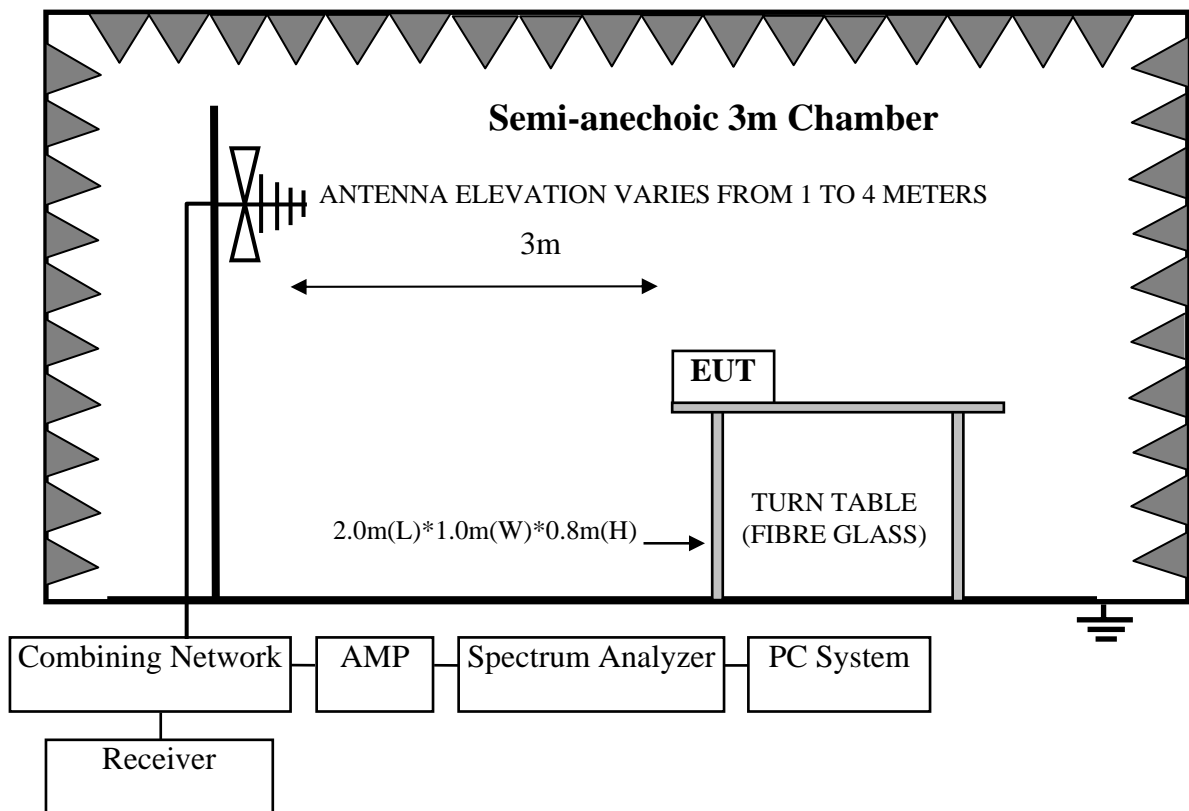 Semi-anechoic 3m Chamber
ANTENNA ELEVATION VARIES FROM 1 TO 4 METERS
3m
EUT
TURN TABLE
(FIBRE GLASS)
2.0m(L)*1.0m(W)*0.8m(H)
Combining Network
AMP
Spectrum Analyzer
PC System
Receiver